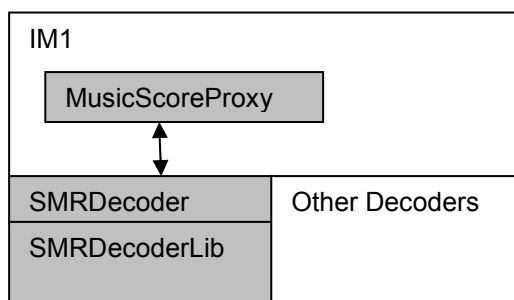 IM1
MusicScoreProxy
SMRDecoder
Other Decoders
SMRDecoderLib